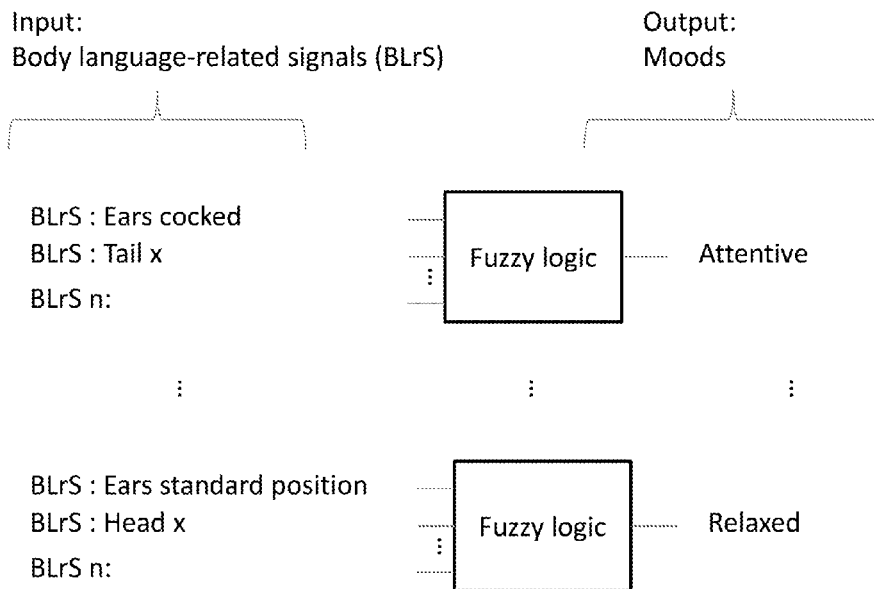 Input:
Body language-related signals (BLrS)
Output:
Moods
BLrS : Ears cocked
BLrS : Tail x
BLrS n:
Fuzzy logic
Attentive
BLrS : Ears standard position
BLrS : Head x
BLrS n:
Fuzzy logic
Relaxed